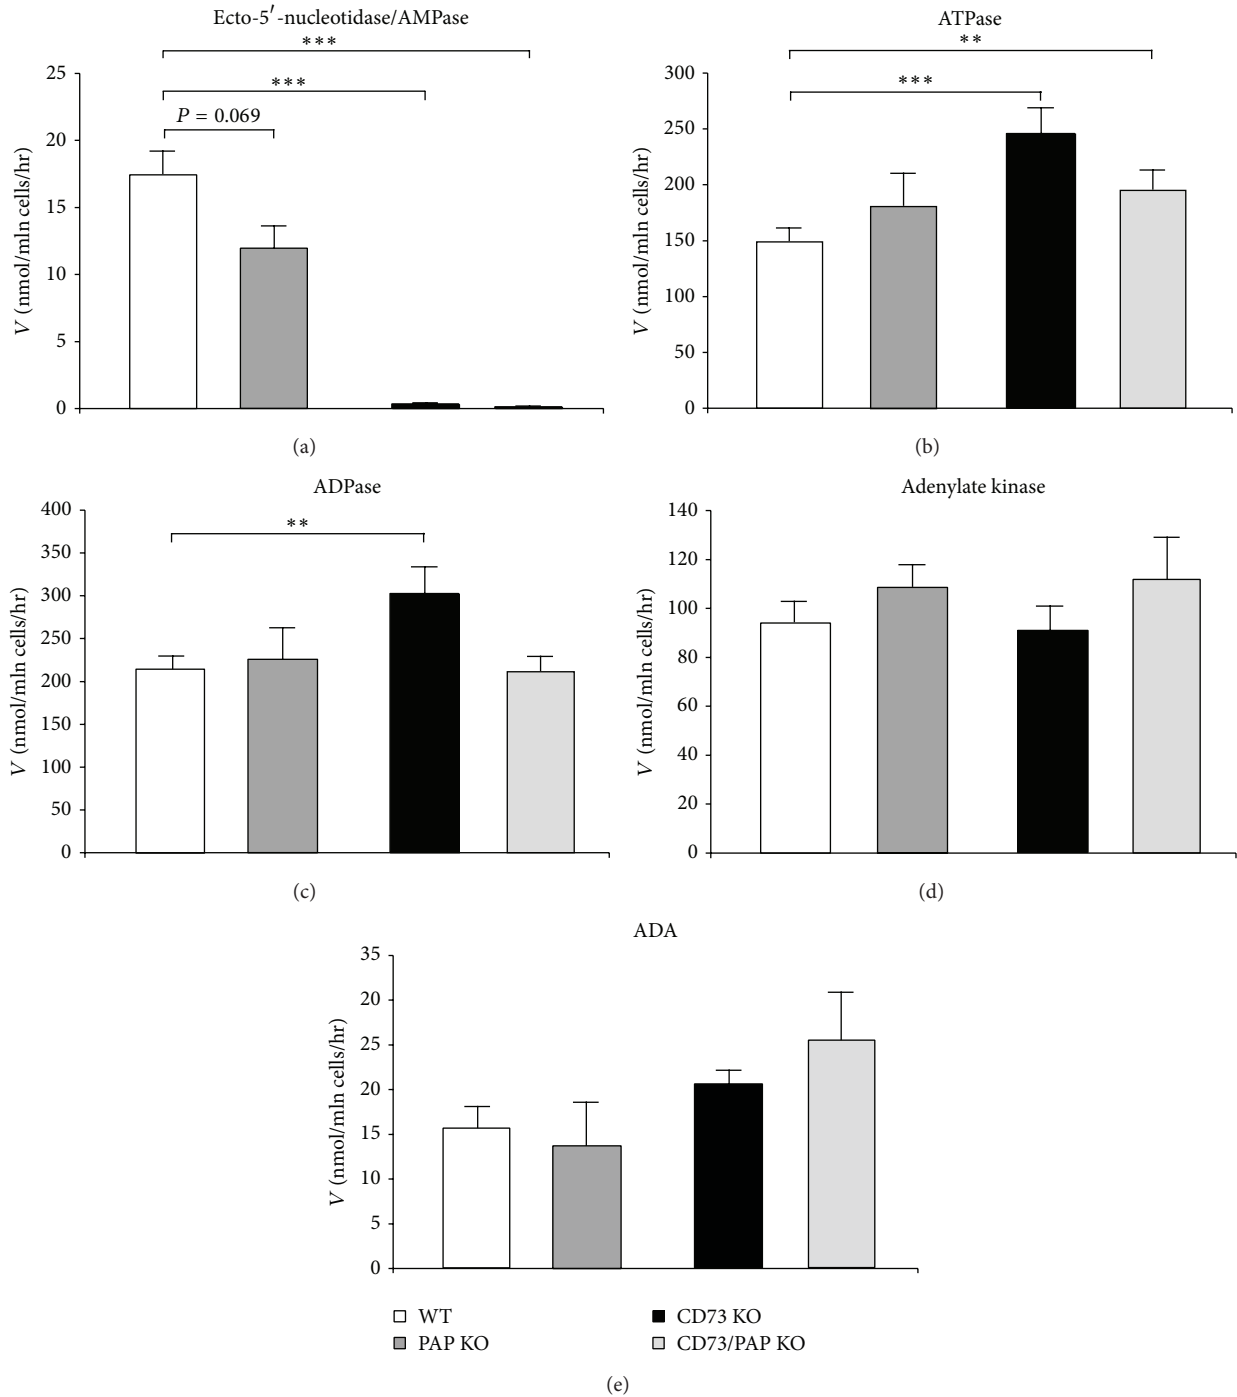 Ecto-5′-nucleotidase/AMPase
***
***
P = 0.069
25
20
15
10
5
0
V (nmol/mln cells/hr)
(a)
ATPase
**
***
300
250
200
150
100
50
0
V (nmol/mln cells/hr)
(b)
ADPase
**
400
350
300
250
200
150
100
50
0
V (nmol/mln cells/hr)
(c)
Adenylate kinase
140
120
100
80
60
40
20
0
V (nmol/mln cells/hr)
(d)
ADA
35
20
25
20
15
10
5
0
V (nmol/mln cells/hr)
WT
PAP KO
CD73 KO
CD73/PAP KO
(e)